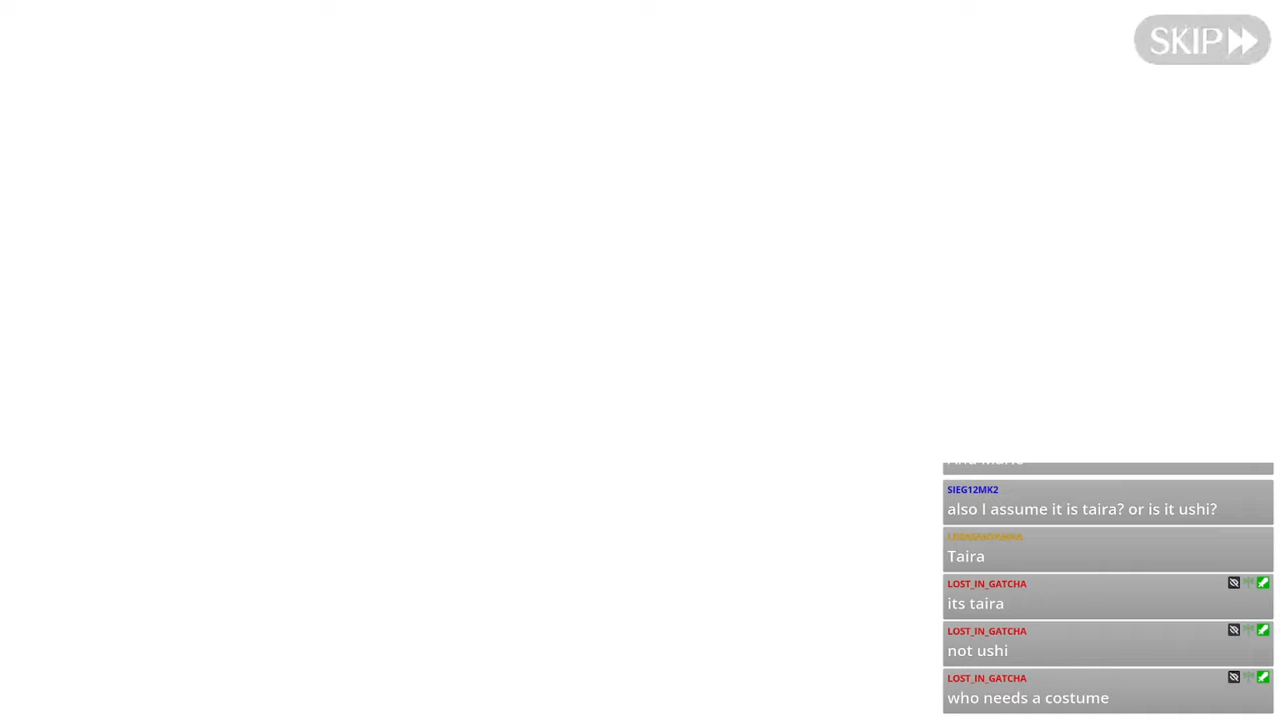 SKIP
SIEG12MK2
also I assume it is taira? or is it ushi?
Taira
LOST_IN_GATCHA
its taira
LOST_IN_GATCHA
not ushi
LOST_IN_GATCHA
who needs a costume